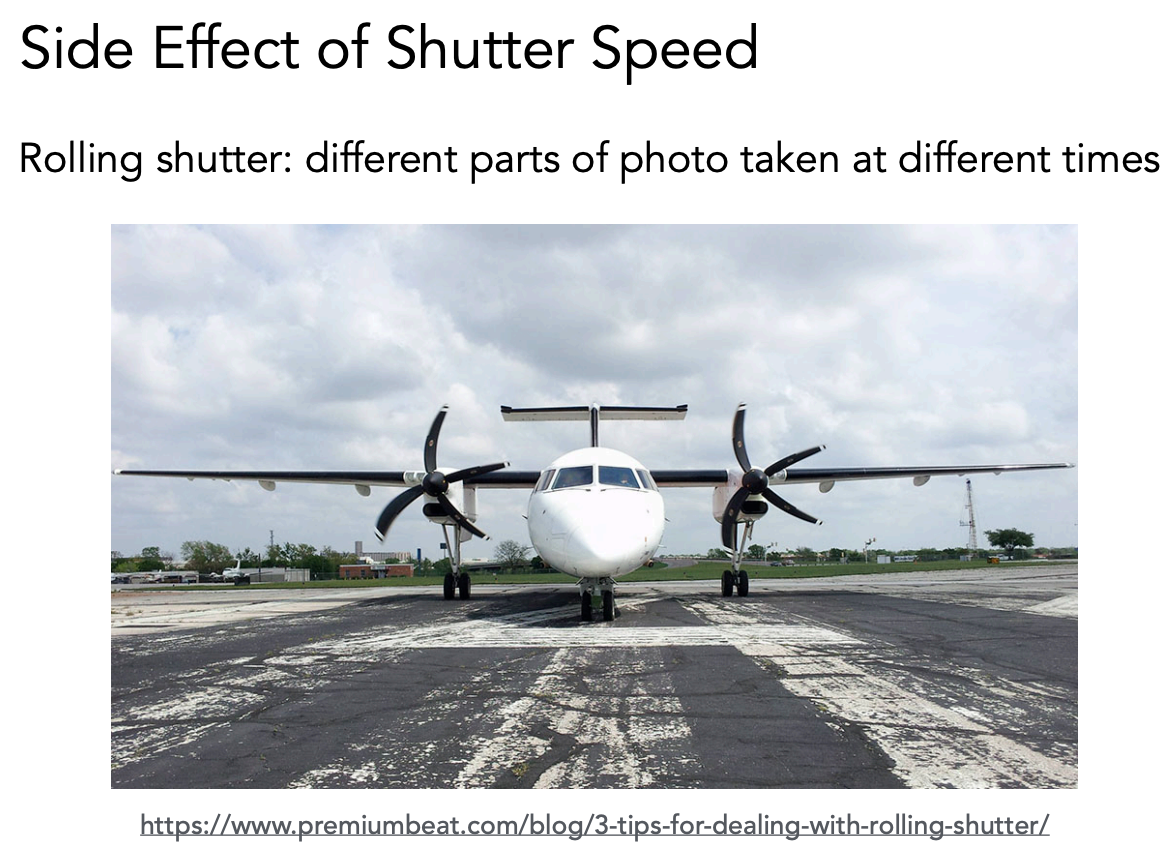 Side Effect of Shutter Speed
Rolling shutter: different parts of photo taken at different times
https://www.premiumbeat.com/blog/3-tips-for-dealing-with-rolling-shutter/